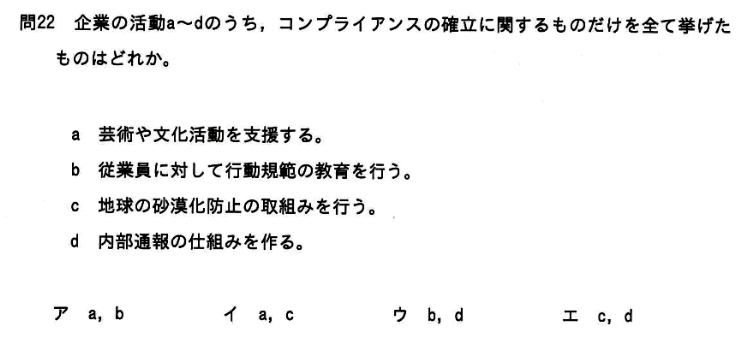 問22 企業の活動a～dのうち，コンプライアンスの確立に関するものだけを全て挙げた
ものはどれか。
a 芸術や文化活動を支援する。
b 従業員に対して行動規範の教育を行う。
c 地球の砂漠化防止の取組みを行う。
d 内部通報の仕組みを作る。
ア a，b イ a，c ウ b，d エ c，d